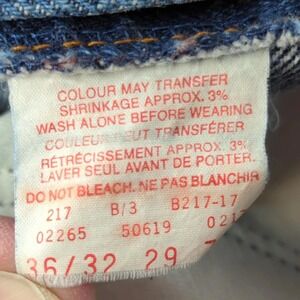 COLOUR MAY TRANSFER
SHRINKAGE APPROX. 3%
WASH ALONE BEFORE WEARING
COULEUR PEUT TRANSFÉRER
RÉTRÉCISSEMENT APPROX. 3%
LAVER SEUL AVANT DE PORTER.
DO NOT BLEACH. NE PAS BLANCHIR
217 B/3 B217-17
02265 50619
36/32 29